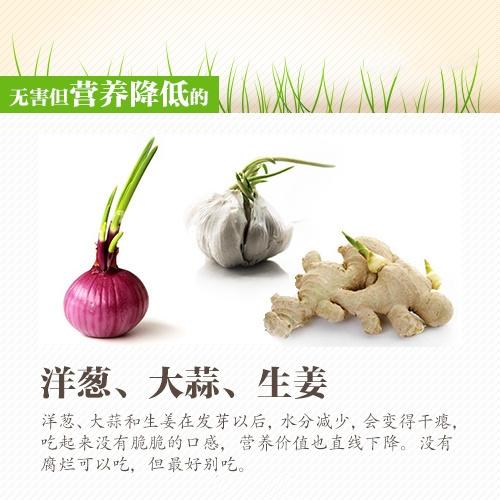 无害但营养降低的
洋葱、大蒜、生姜
洋葱、大蒜和生姜在发芽以后,水分减少,会变得干瘪,
吃起来没有脆脆的口感,营养价值也直线下降。没有
腐烂可以吃,但最好别吃。